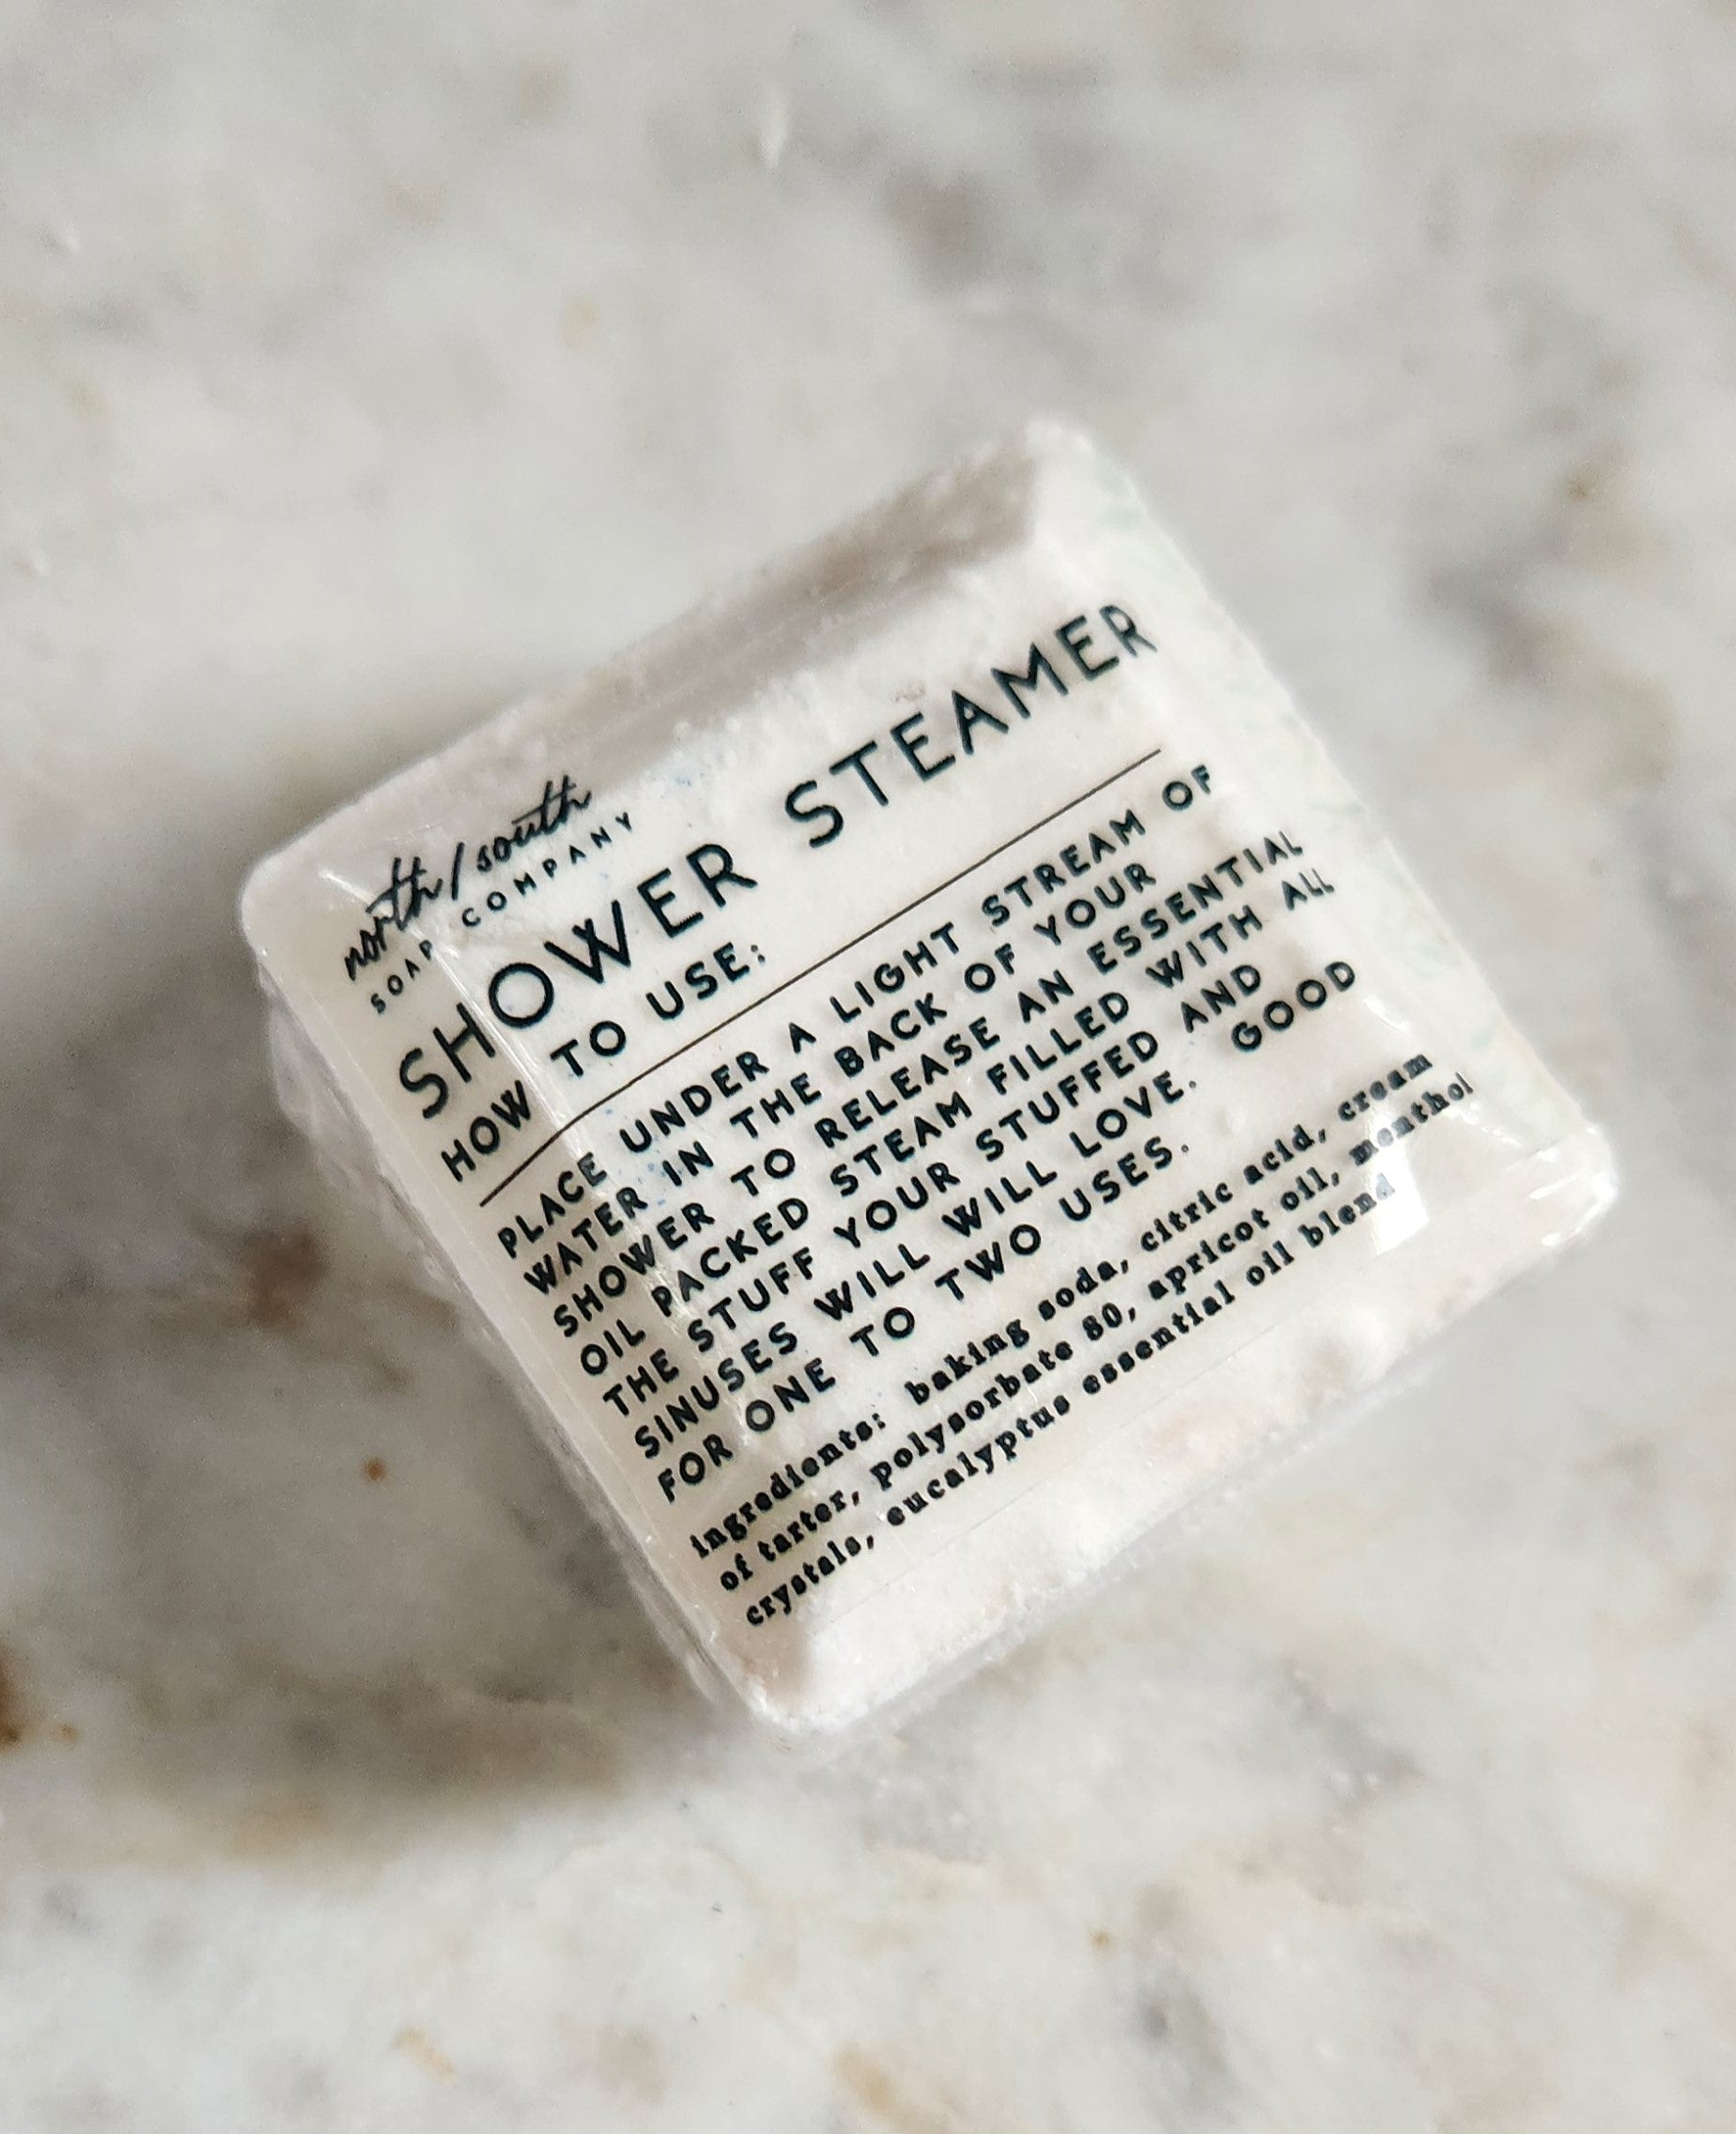 north/south
SOAP COMPANY
SHOWER STEAMER
HOW TO USE:
PLACE UNDER A LIGHT STREAM OF
WATER IN THE BACK OF YOUR
SHOWER TO RELEASE AN ESSENTIAL
OIL PACKED STEAM FILLED WITH ALL
THE STUFF YOUR STUFFED AND
SINUSES WILL WILL LOVE. GOOD
FOR ONE TO TWO USES.
ingredients: baking soda, citric acid, cream
of tarter, polysorbate 80, apricot oil, menthol
crystals, eucalyptus essential oil blend